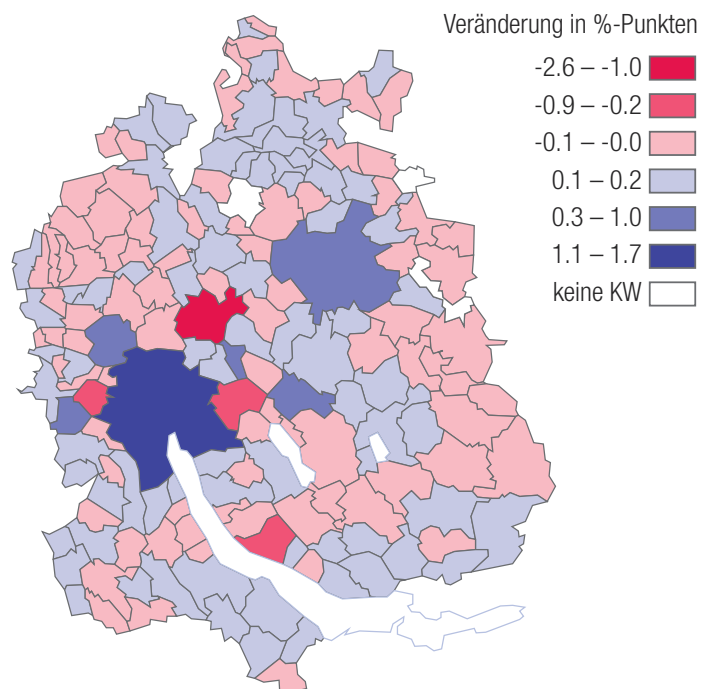 Veränderung in %-Punkten
-2.6 – -1.0
-0.9 – -0.2
-0.1 – -0.0
0.1 – 0.2
0.3 – 1.0
1.1 – 1.7
keine KW